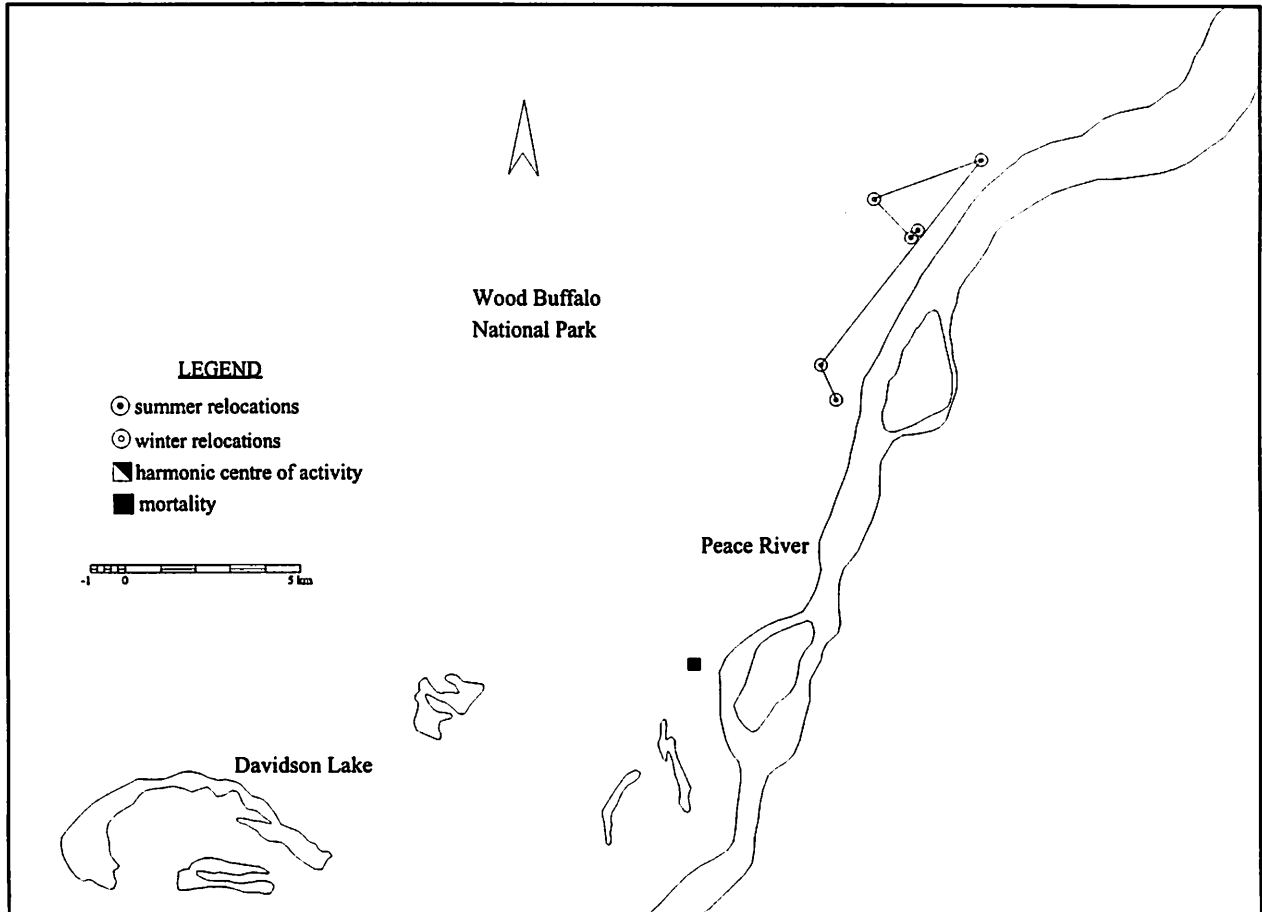 Wood Buffalo
National Park
LEGEND
summer relocations
winter relocations
harmonic centre of activity
mortality
-1 0 5 km
Peace River
Davidson Lake